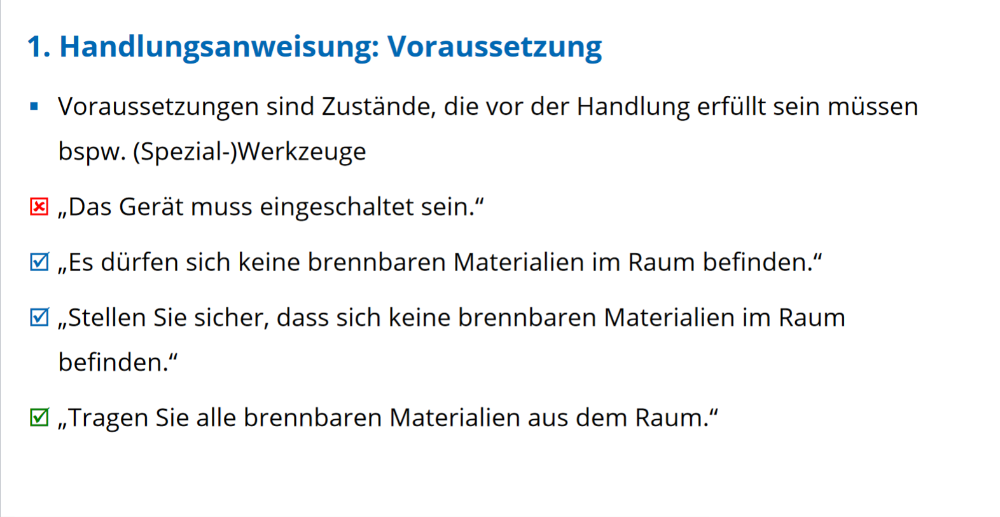 1. Handlungsanweisung: Voraussetzung
▪ Voraussetzungen sind Zustände, die vor der Handlung erfüllt sein müssen
bspw. (Spezial-)Werkzeuge
☒ „Das Gerät muss eingeschaltet sein.“
☑ „Es dürfen sich keine brennbaren Materialien im Raum befinden.“
☑ „Stellen Sie sicher, dass sich keine brennbaren Materialien im Raum
befinden.“
☑ „Tragen Sie alle brennbaren Materialien aus dem Raum.“